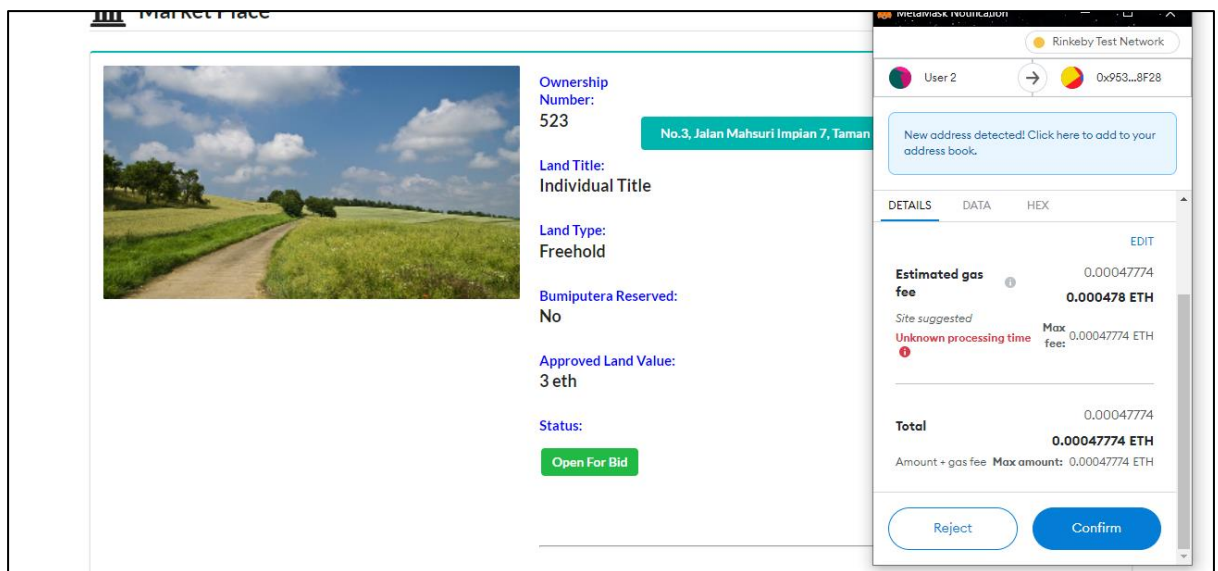 Market Place
Ownership
Number:
523
No.3, Jalan Mahsuri Impian 7, Taman
Land Title:
Individual Title
Land Type:
Freehold
Bumiputera Reserved:
No
Approved Land Value:
3 eth
Status:
Open For Bid
MetaMask Notification
Rinkeby Test Network
User 2
0x953...8F28
New address detected! Click here to add to your
address book.
DETAILS DATA HEX
EDIT
Estimated gas
fee
0.00047774
0.000478 ETH
Site suggested
Unknown processing time
Max
fee: 0.00047774 ETH
Total
0.00047774
0.00047774 ETH
Amount + gas fee Max amount: 0.00047774 ETH
Reject Confirm